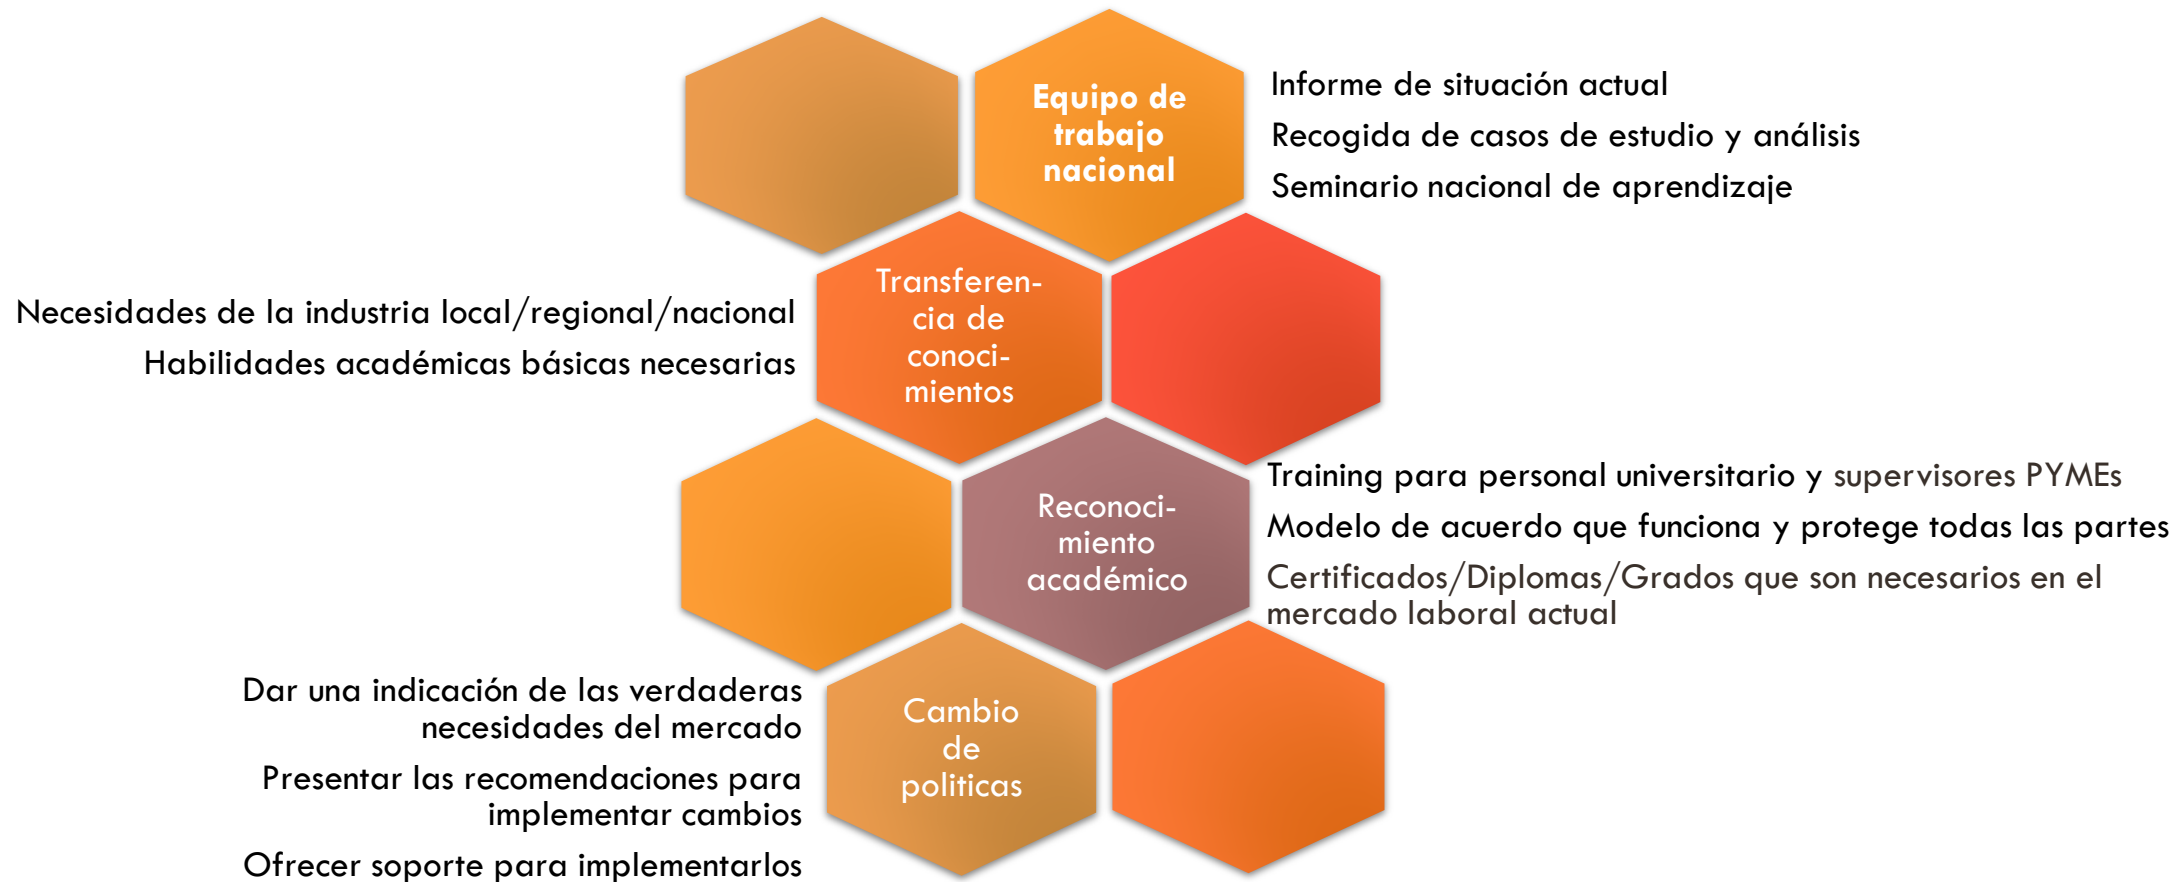 Equipo de
trabajo
nacional
Informe de situación actual
Recogida de casos de estudio y análisis
Seminario nacional de aprendizaje
Transferen-
cia de
conoci-
mientos
Necesidades de la industria local/regional/nacional
Habilidades académicas básicas necesarias
Reconoci-
miento
académico
Training para personal universitario y supervisores PYMEs
Modelo de acuerdo que funciona y protege todas las partes
Certificados/Diplomas/Grados que son necesarios en el
mercado laboral actual
Cambio
de
politicas
Dar una indicación de las verdaderas
necesidades del mercado
Presentar las recomendaciones para
implementar cambios
Ofrecer soporte para implementarlos